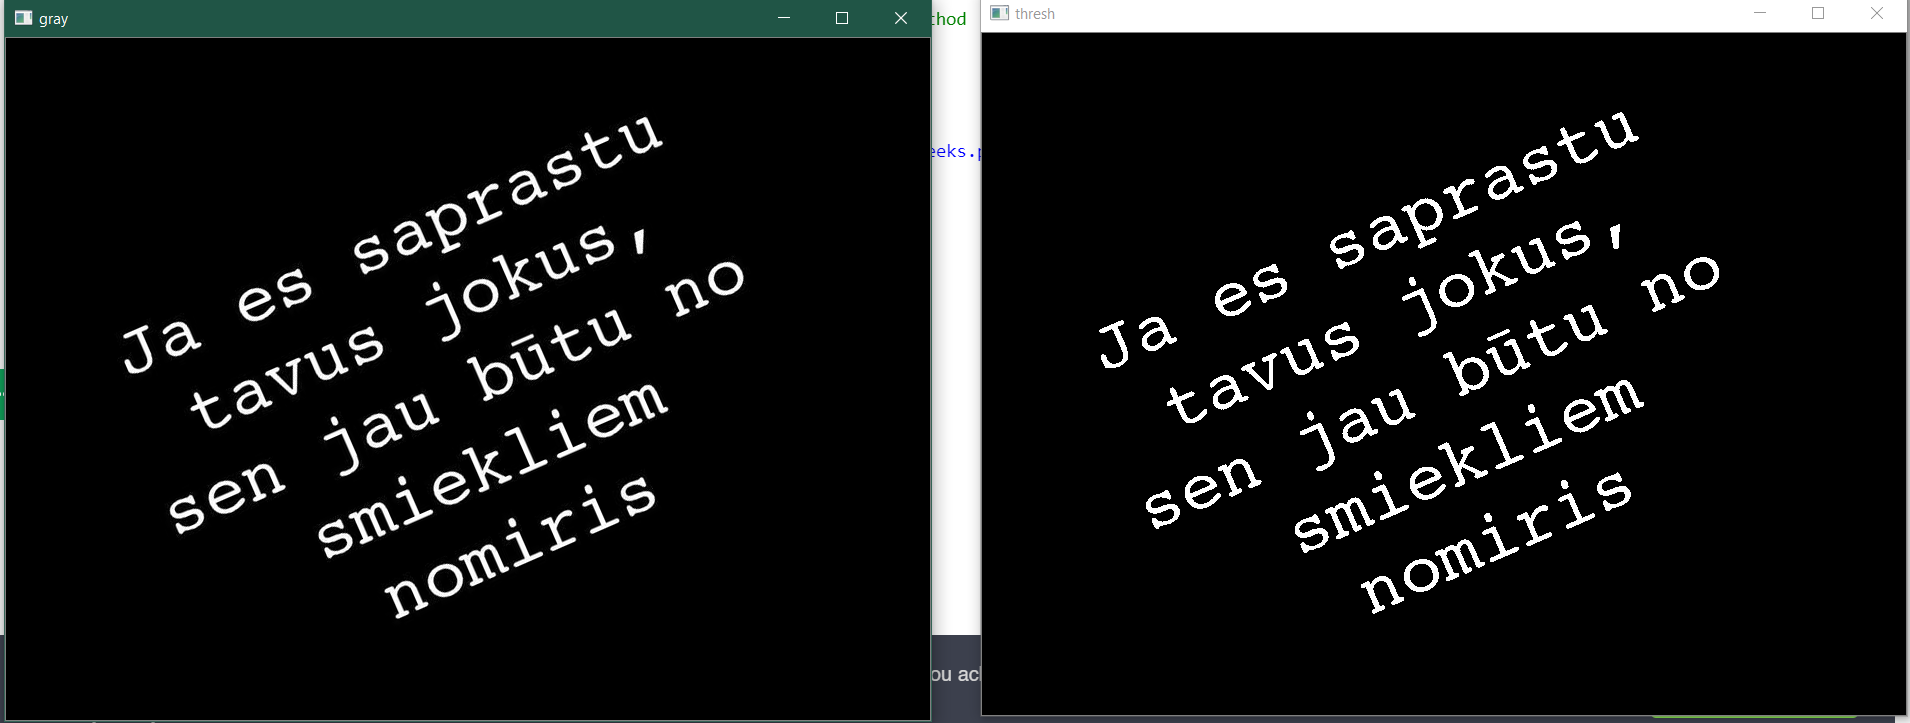 gray
thresh
Ja es saprastu
tavus jokus,
sen jau būtu no
smiekliem
nomiris
Ja es saprastu
tavus jokus,
sen jau būtu no
smiekliem
nomiris